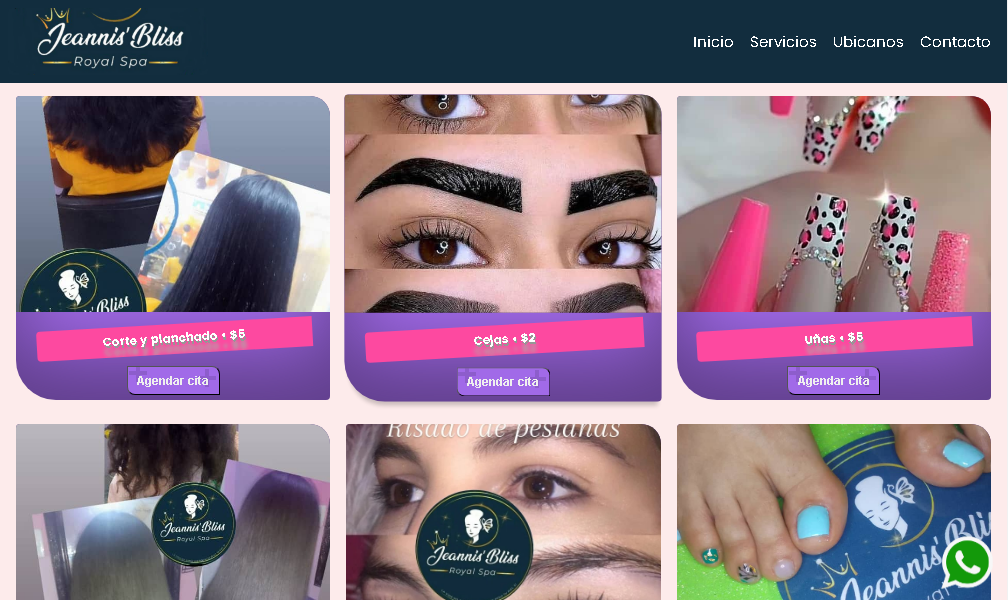 Jeannis' Bliss
Royal Spa
Inicio Servicios Ubicanos Contacto
Bliss
Corte y planchado • $5
Cejas • $2
Uñas • $5
Agendar cita
Agendar cita
Agendar cita
Risado de pestañas
Jeannis' Bliss
Royal Spa
Jeannis' Bliss
Royal Spa
Jeannis' Bliss